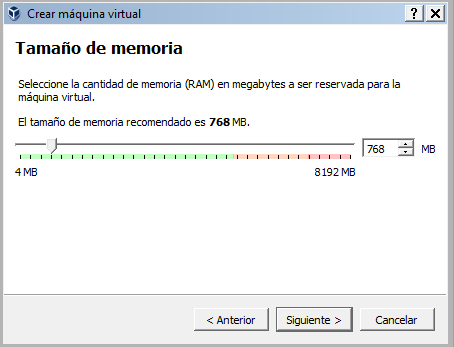 Crear máquina virtual
?
Tamaño de memoria
Seleccione la cantidad de memoria (RAM) en megabytes a ser reservada para la
máquina virtual.
El tamaño de memoria recomendado es 768 MB.
768 MB
4 MB 8192 MB
< Anterior Siguiente > Cancelar